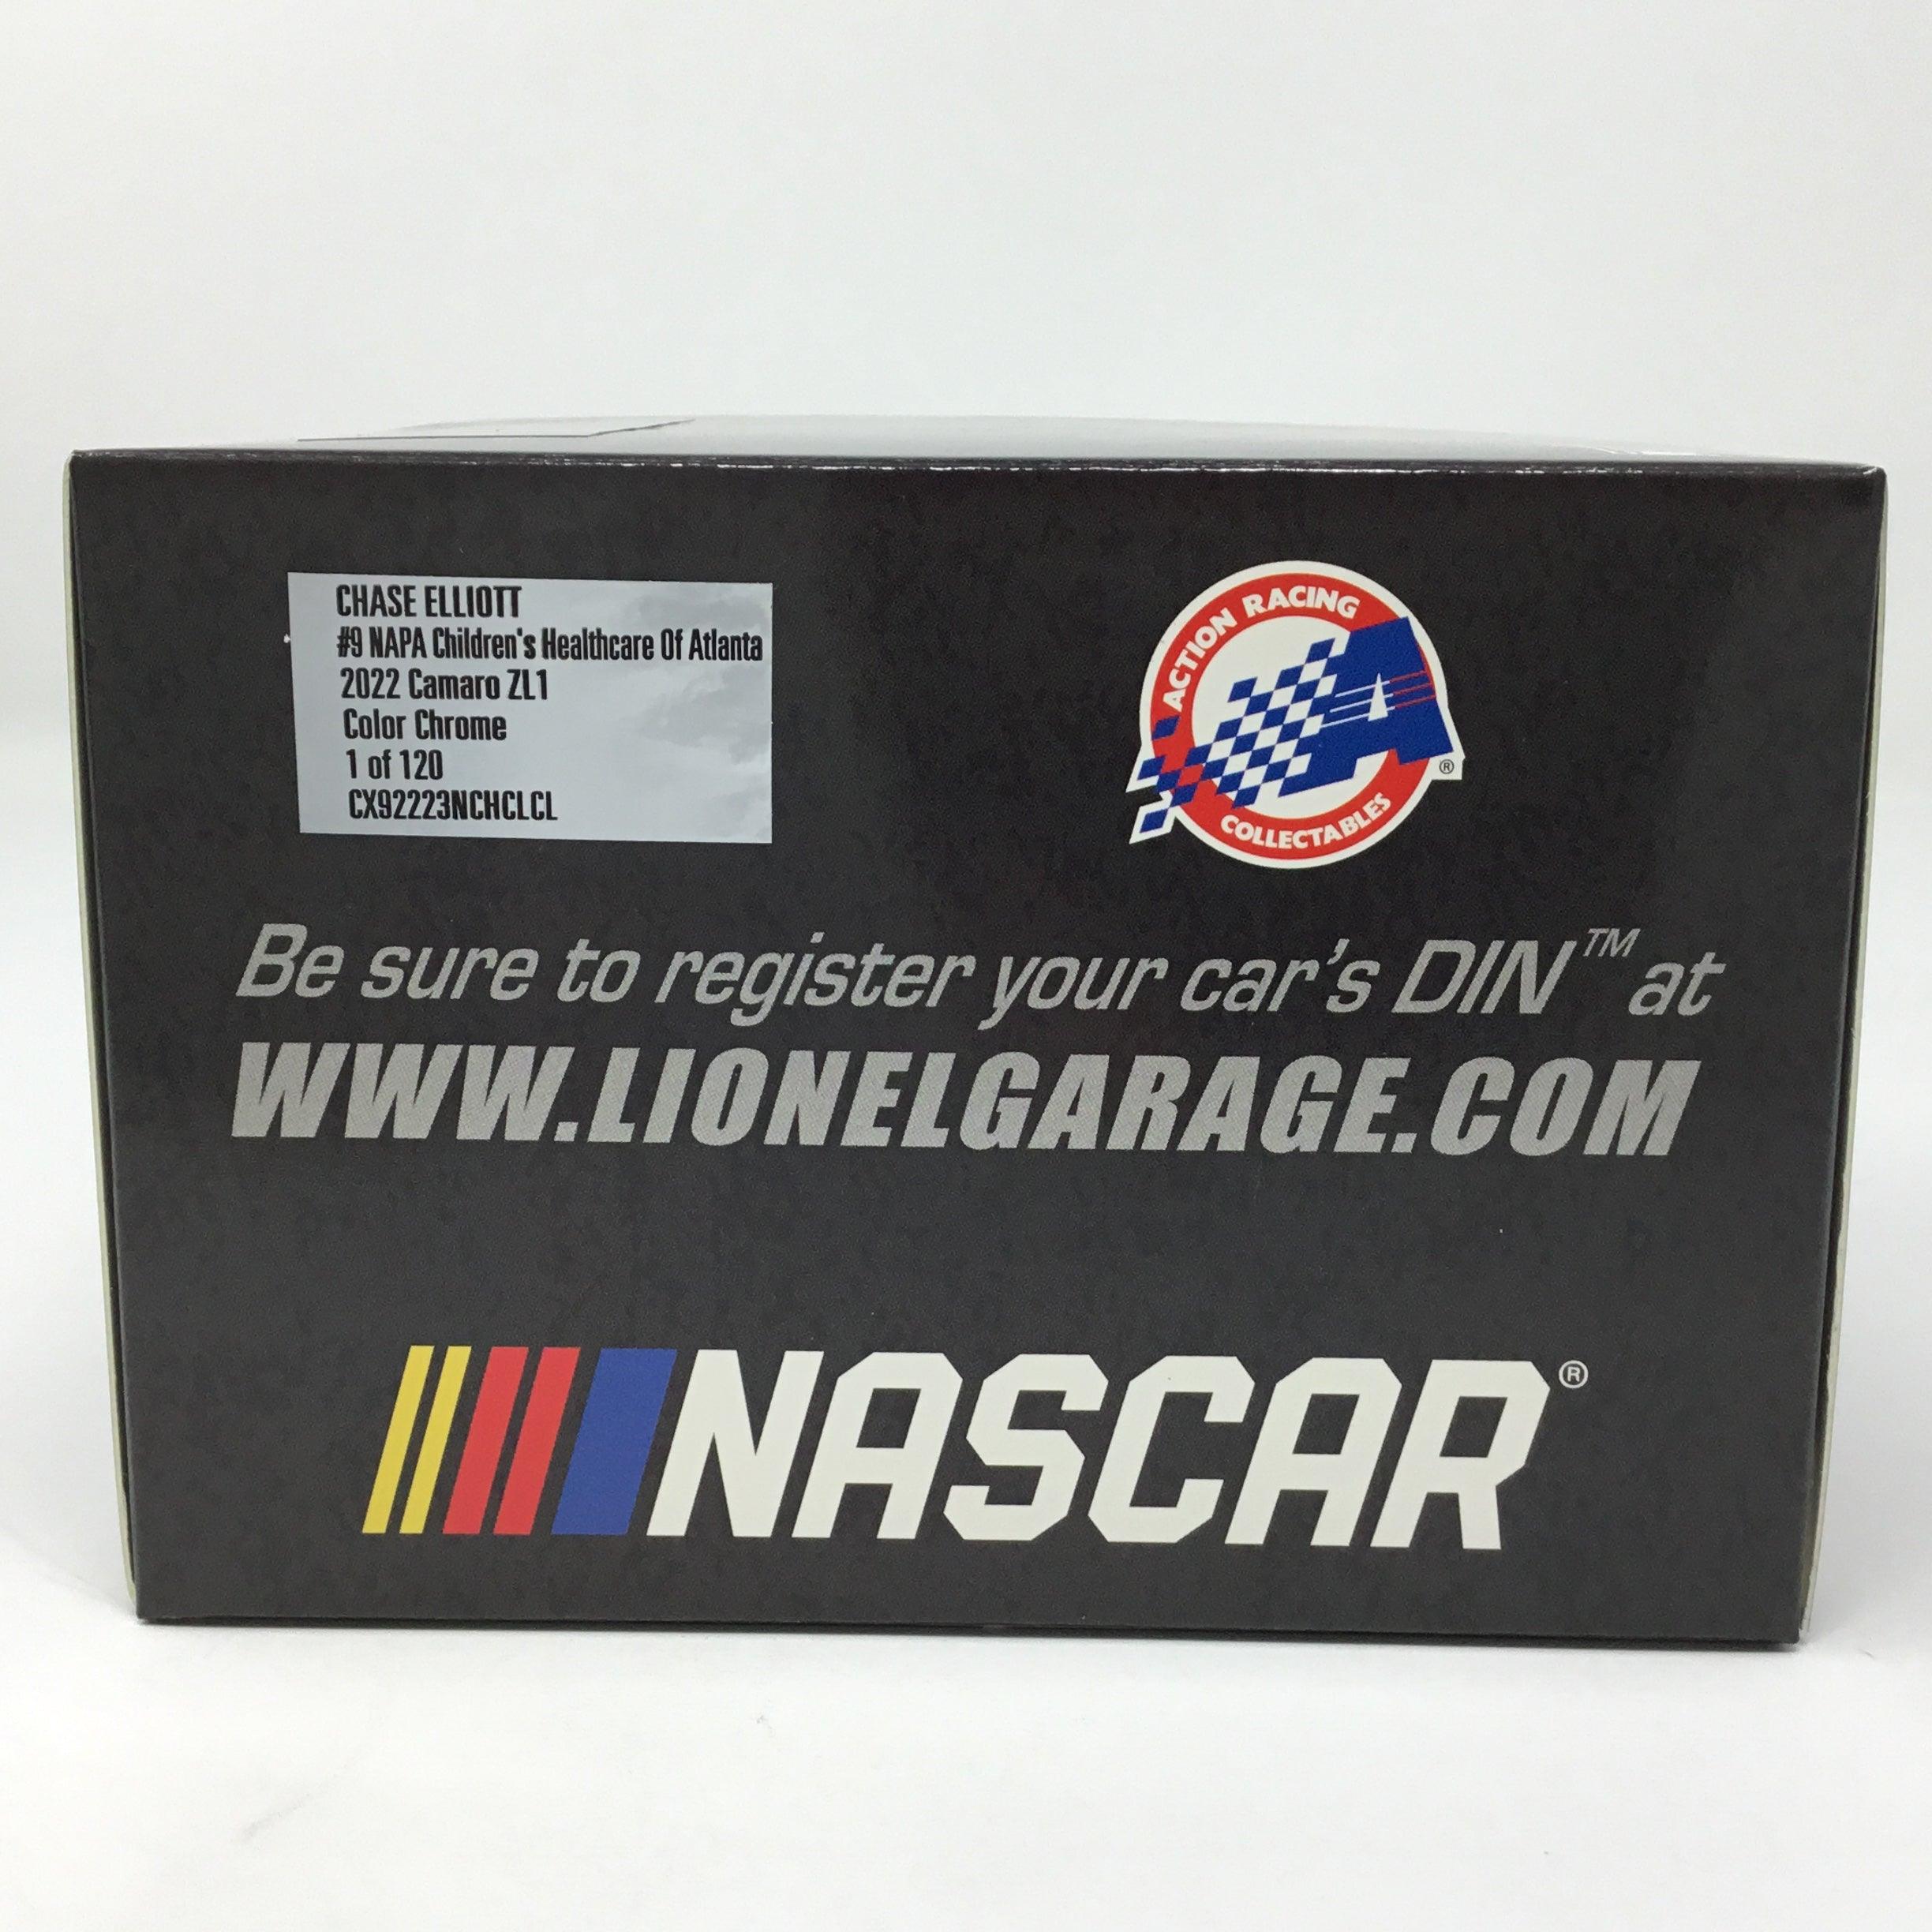 CHASE ELLIOTT
#9 NAPA Children's Healthcare Of Atlanta
2022 Camaro ZL1
Color Chrome
1 of 120
CX92223NCHCLCL
ACTION RACING
A
®
COLLECTABLES
Be sure to register your car's DIN™ at
WWW.LIONELGARAGE.COM
NASCAR®